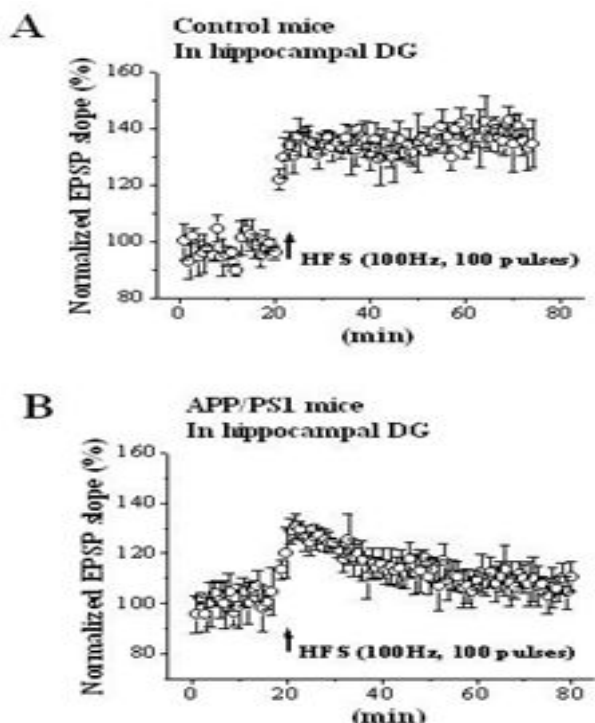 A
Control mice
In hippocampal DG
Normalized EPSP slope (%)
160
140
120
100
80
HFS (100Hz, 100 pulses)
0 20 40 60 80
(min)
B
APP/PS1 mice
In hippocampal DG
Normalized EPSP slope (%)
160
140
120
100
80
HFS (100Hz, 100 pulses)
0 20 40 60 80
(min)